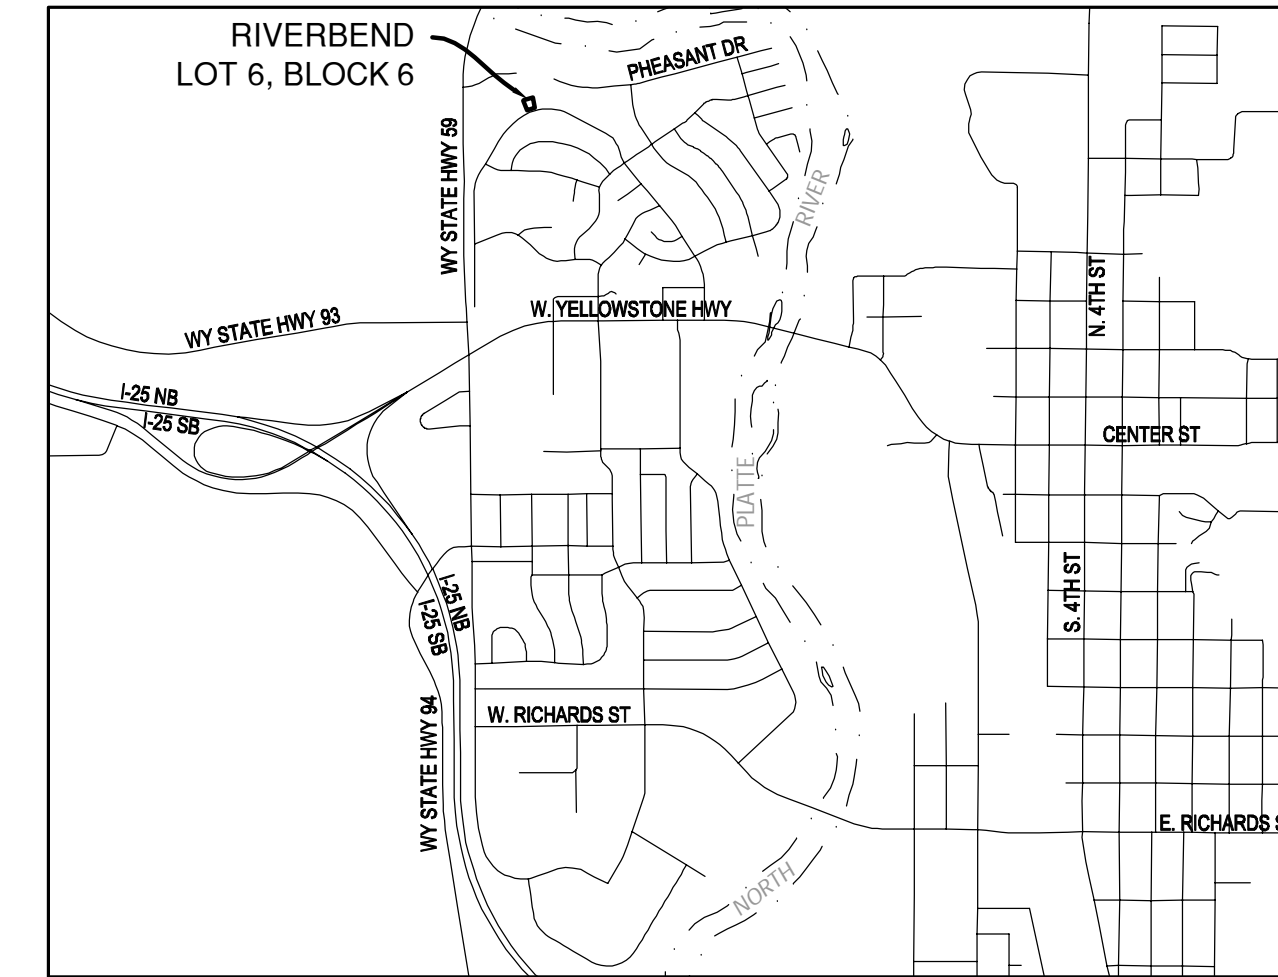 RIVERBEND
LOT 6, BLOCK 6
PHEASANT DR
WY STATE HWY 59
RIVER
N. 4TH ST
W. YELLOWSTONE HWY
WY STATE HWY 93
I-25 NB
I-25 SB
CENTER ST
PLATTE
S. 4TH ST
I-25 NB
I-25 SB
W. RICHARDS ST
WY STATE HWY 94
E. RICHARDS S
NORTH